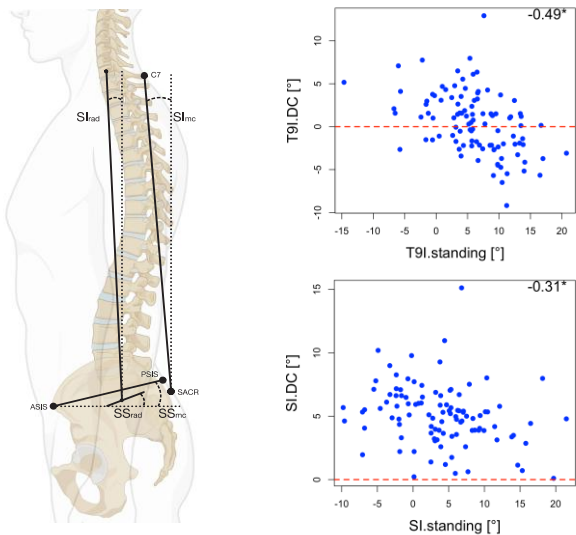 C7
SIrad
SImc
PSIS
SACR
ASIS
SSrad
SSmc
-0.49*
10
5
0
-5
-10
T9I.DC [°]
-15
-10
-5
0
5
10
15
20
T9I.standing [°]
-0.31*
15
10
5
0
SI.DC [°]
-10
-5
0
5
10
15
20
SI.standing [°]